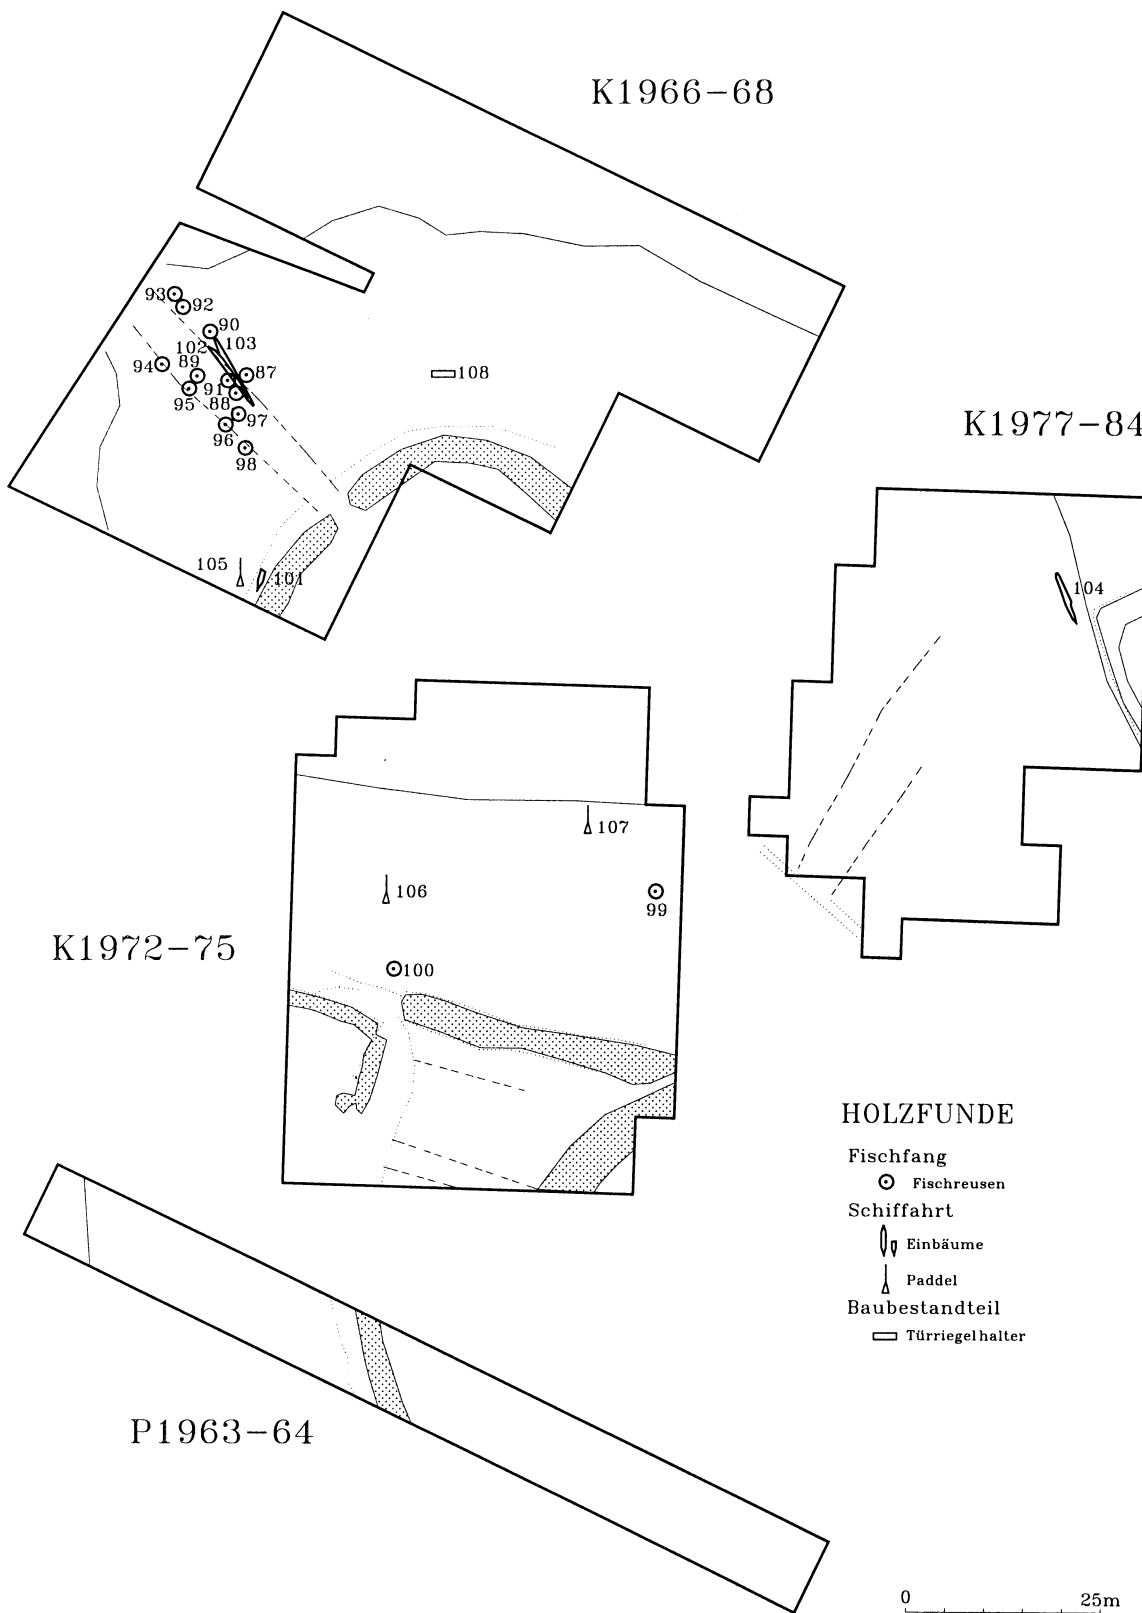 K1966-68
93
92
90
102
103
94
89
87
91
108
95
88
97
96
98
K1977-84
105
101
104
107
106
99
K1972-75
100
HOLZFUNDE
Fischfang
Fischreusen
Schiffahrt
Einbäume
Paddel
Baubestandteil
Türriegelhalter
P1963-64
0 25m